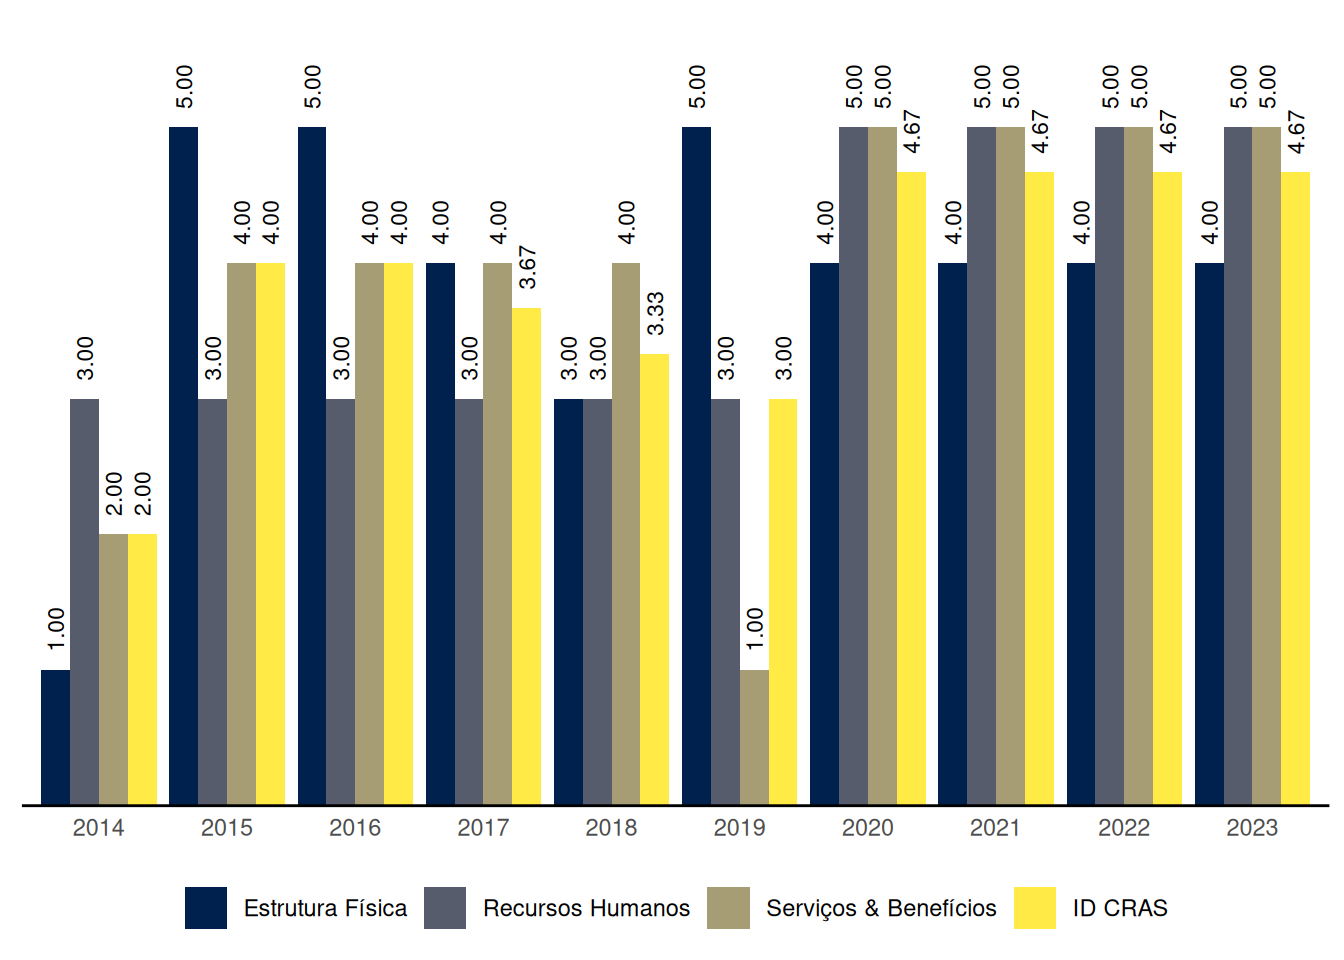 5.00 5.00 5.00 5.00 5.00 5.00 5.00 5.00 5.00 5.00 5.00
4.67 4.67 4.67 4.67
4.00 4.00 4.00 4.00 4.00 4.00 4.00 4.00 4.00 4.00 4.00
3.67
3.33
3.00 3.00 3.00 3.00 3.00 3.00 3.00 3.00
2.00 2.00
1.00 1.00
2014 2015 2016 2017 2018 2019 2020 2021 2022 2023
Estrutura Física Recursos Humanos Serviços & Benefícios ID CRAS